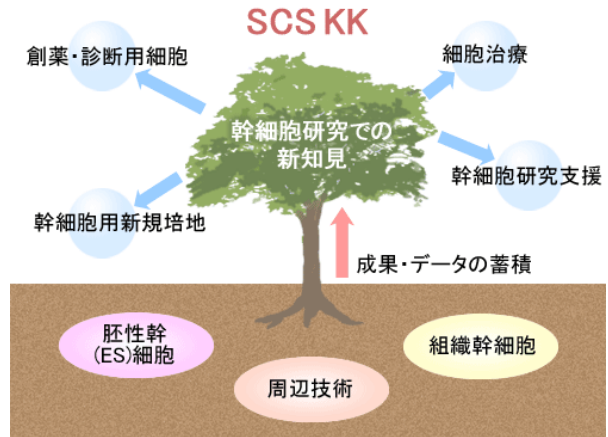 SCS KK
創薬・診断用細胞
細胞治療
幹細胞研究での
新知見
幹細胞研究支援
幹細胞用新規培地
成果・データの蓄積
胚性幹
(ES)細胞
組織幹細胞
周辺技術